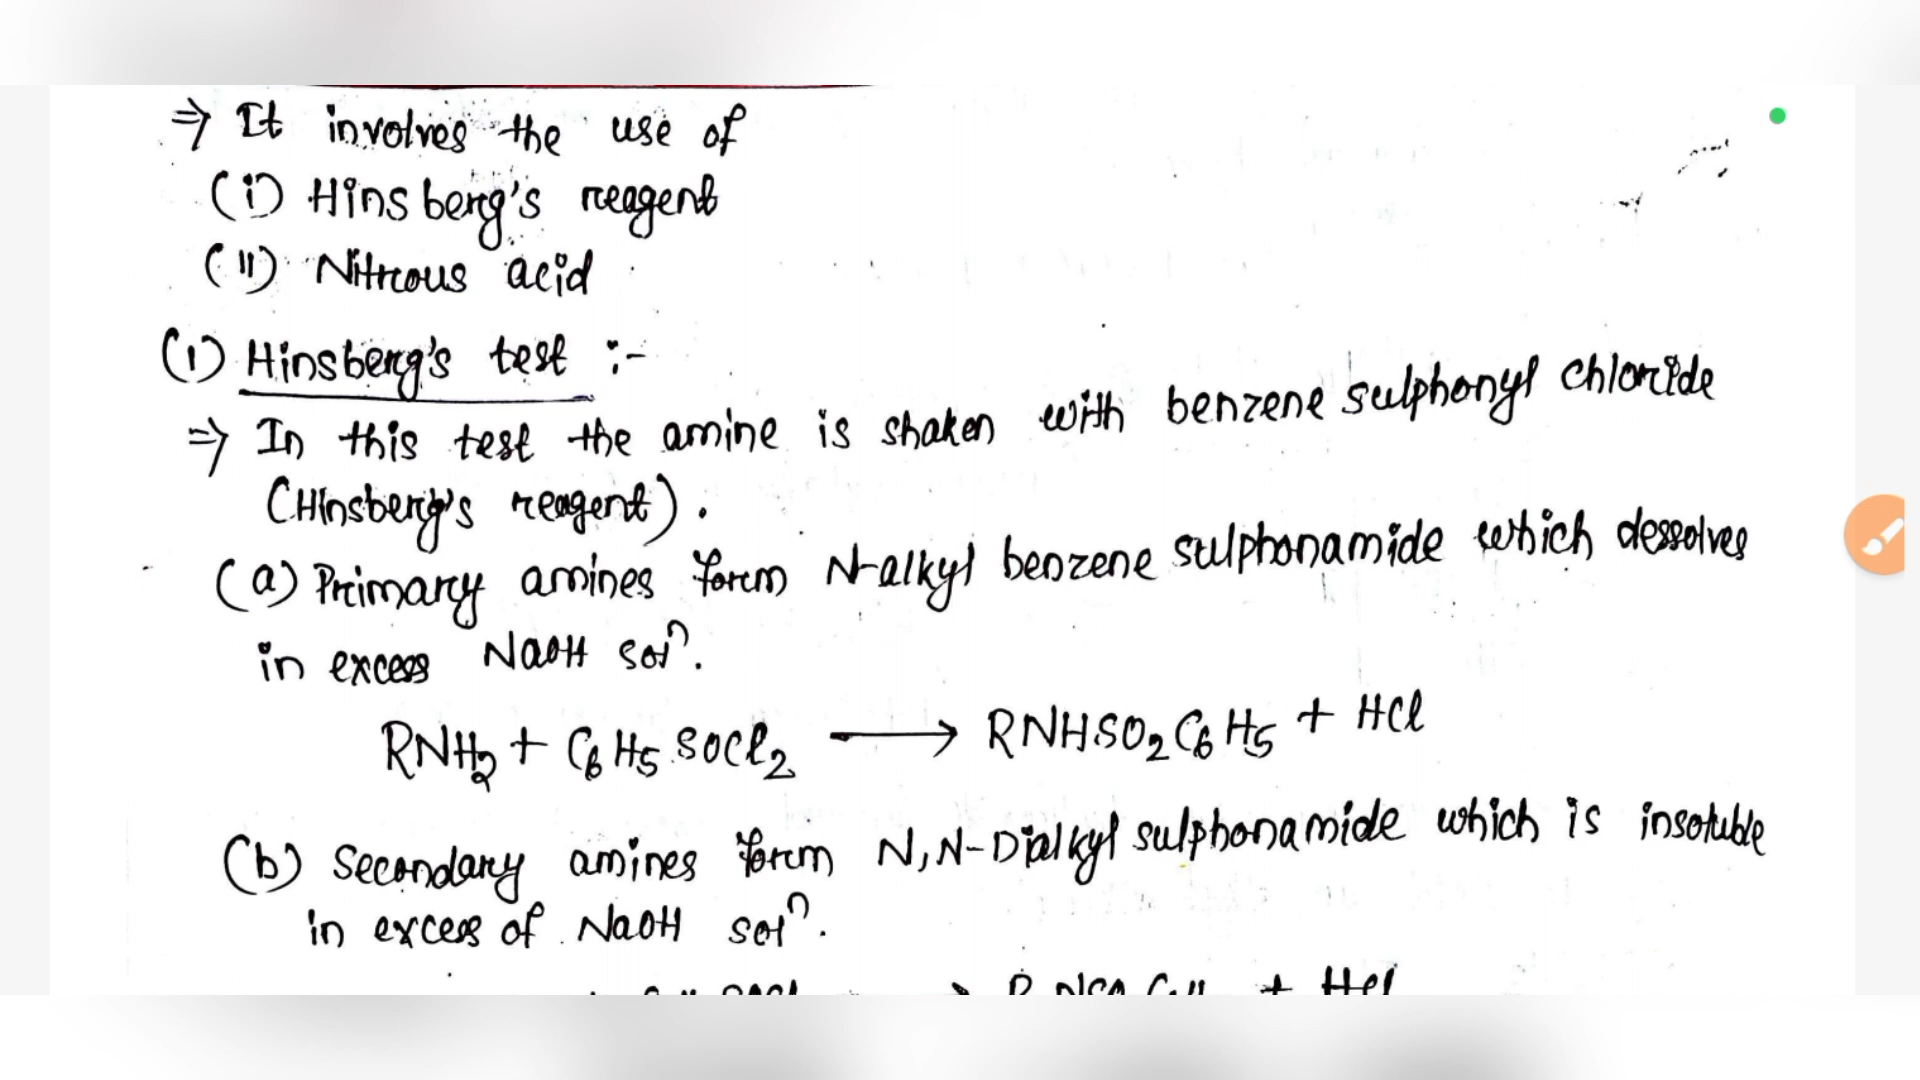 ⇒ It involves the use of
(i) Hinsberg's reagent
(ii) Nitrous acid
(1) Hinsberg's test :-
⇒ In this test the amine is shaken with benzene sulphonyl chloride
(Hinsberg's reagent).
(a) Primary amines form N-alkyl benzene sulphonamide which dessolves
in excess NaOH solⁿ.
RNH₂ + C₆H₅SOCl₂ ⟶ RNHSO₂C₆H₅ + HCl
(b) Secondary amines form N,N-Dialkyl sulphonamide which is insoluble
in excess of NaOH solⁿ.
+ HCl